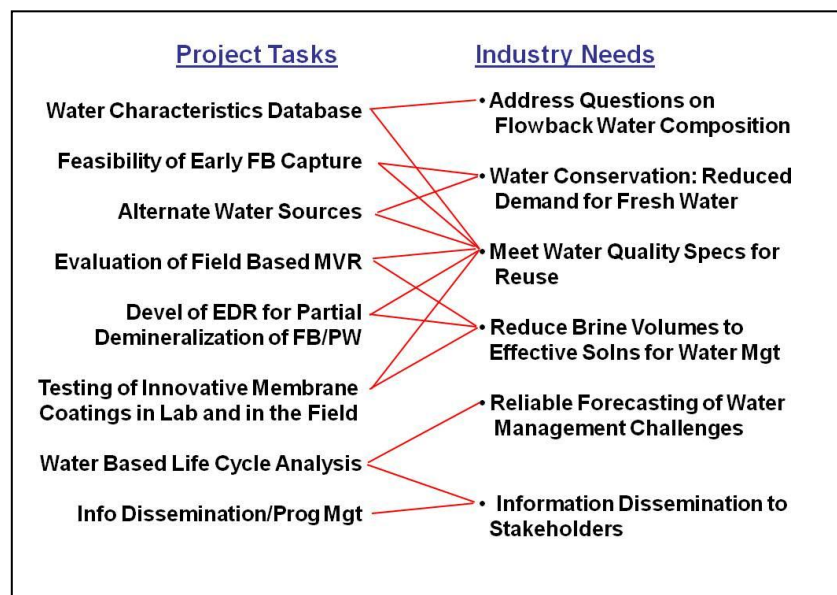 Project Tasks
Water Characteristics Database
Feasibility of Early FB Capture
Alternate Water Sources
Evaluation of Field Based MVR
Devel of EDR for Partial
Demineralization of FB/PW
Testing of Innovative Membrane
Coatings in Lab and in the Field
Water Based Life Cycle Analysis
Info Dissemination/Prog Mgt
Industry Needs
• Address Questions on
Flowback Water Composition
• Water Conservation: Reduced
Demand for Fresh Water
• Meet Water Quality Specs for
Reuse
• Reduce Brine Volumes to
Effective Solns for Water Mgt
• Reliable Forecasting of Water
Management Challenges
• Information Dissemination to
Stakeholders